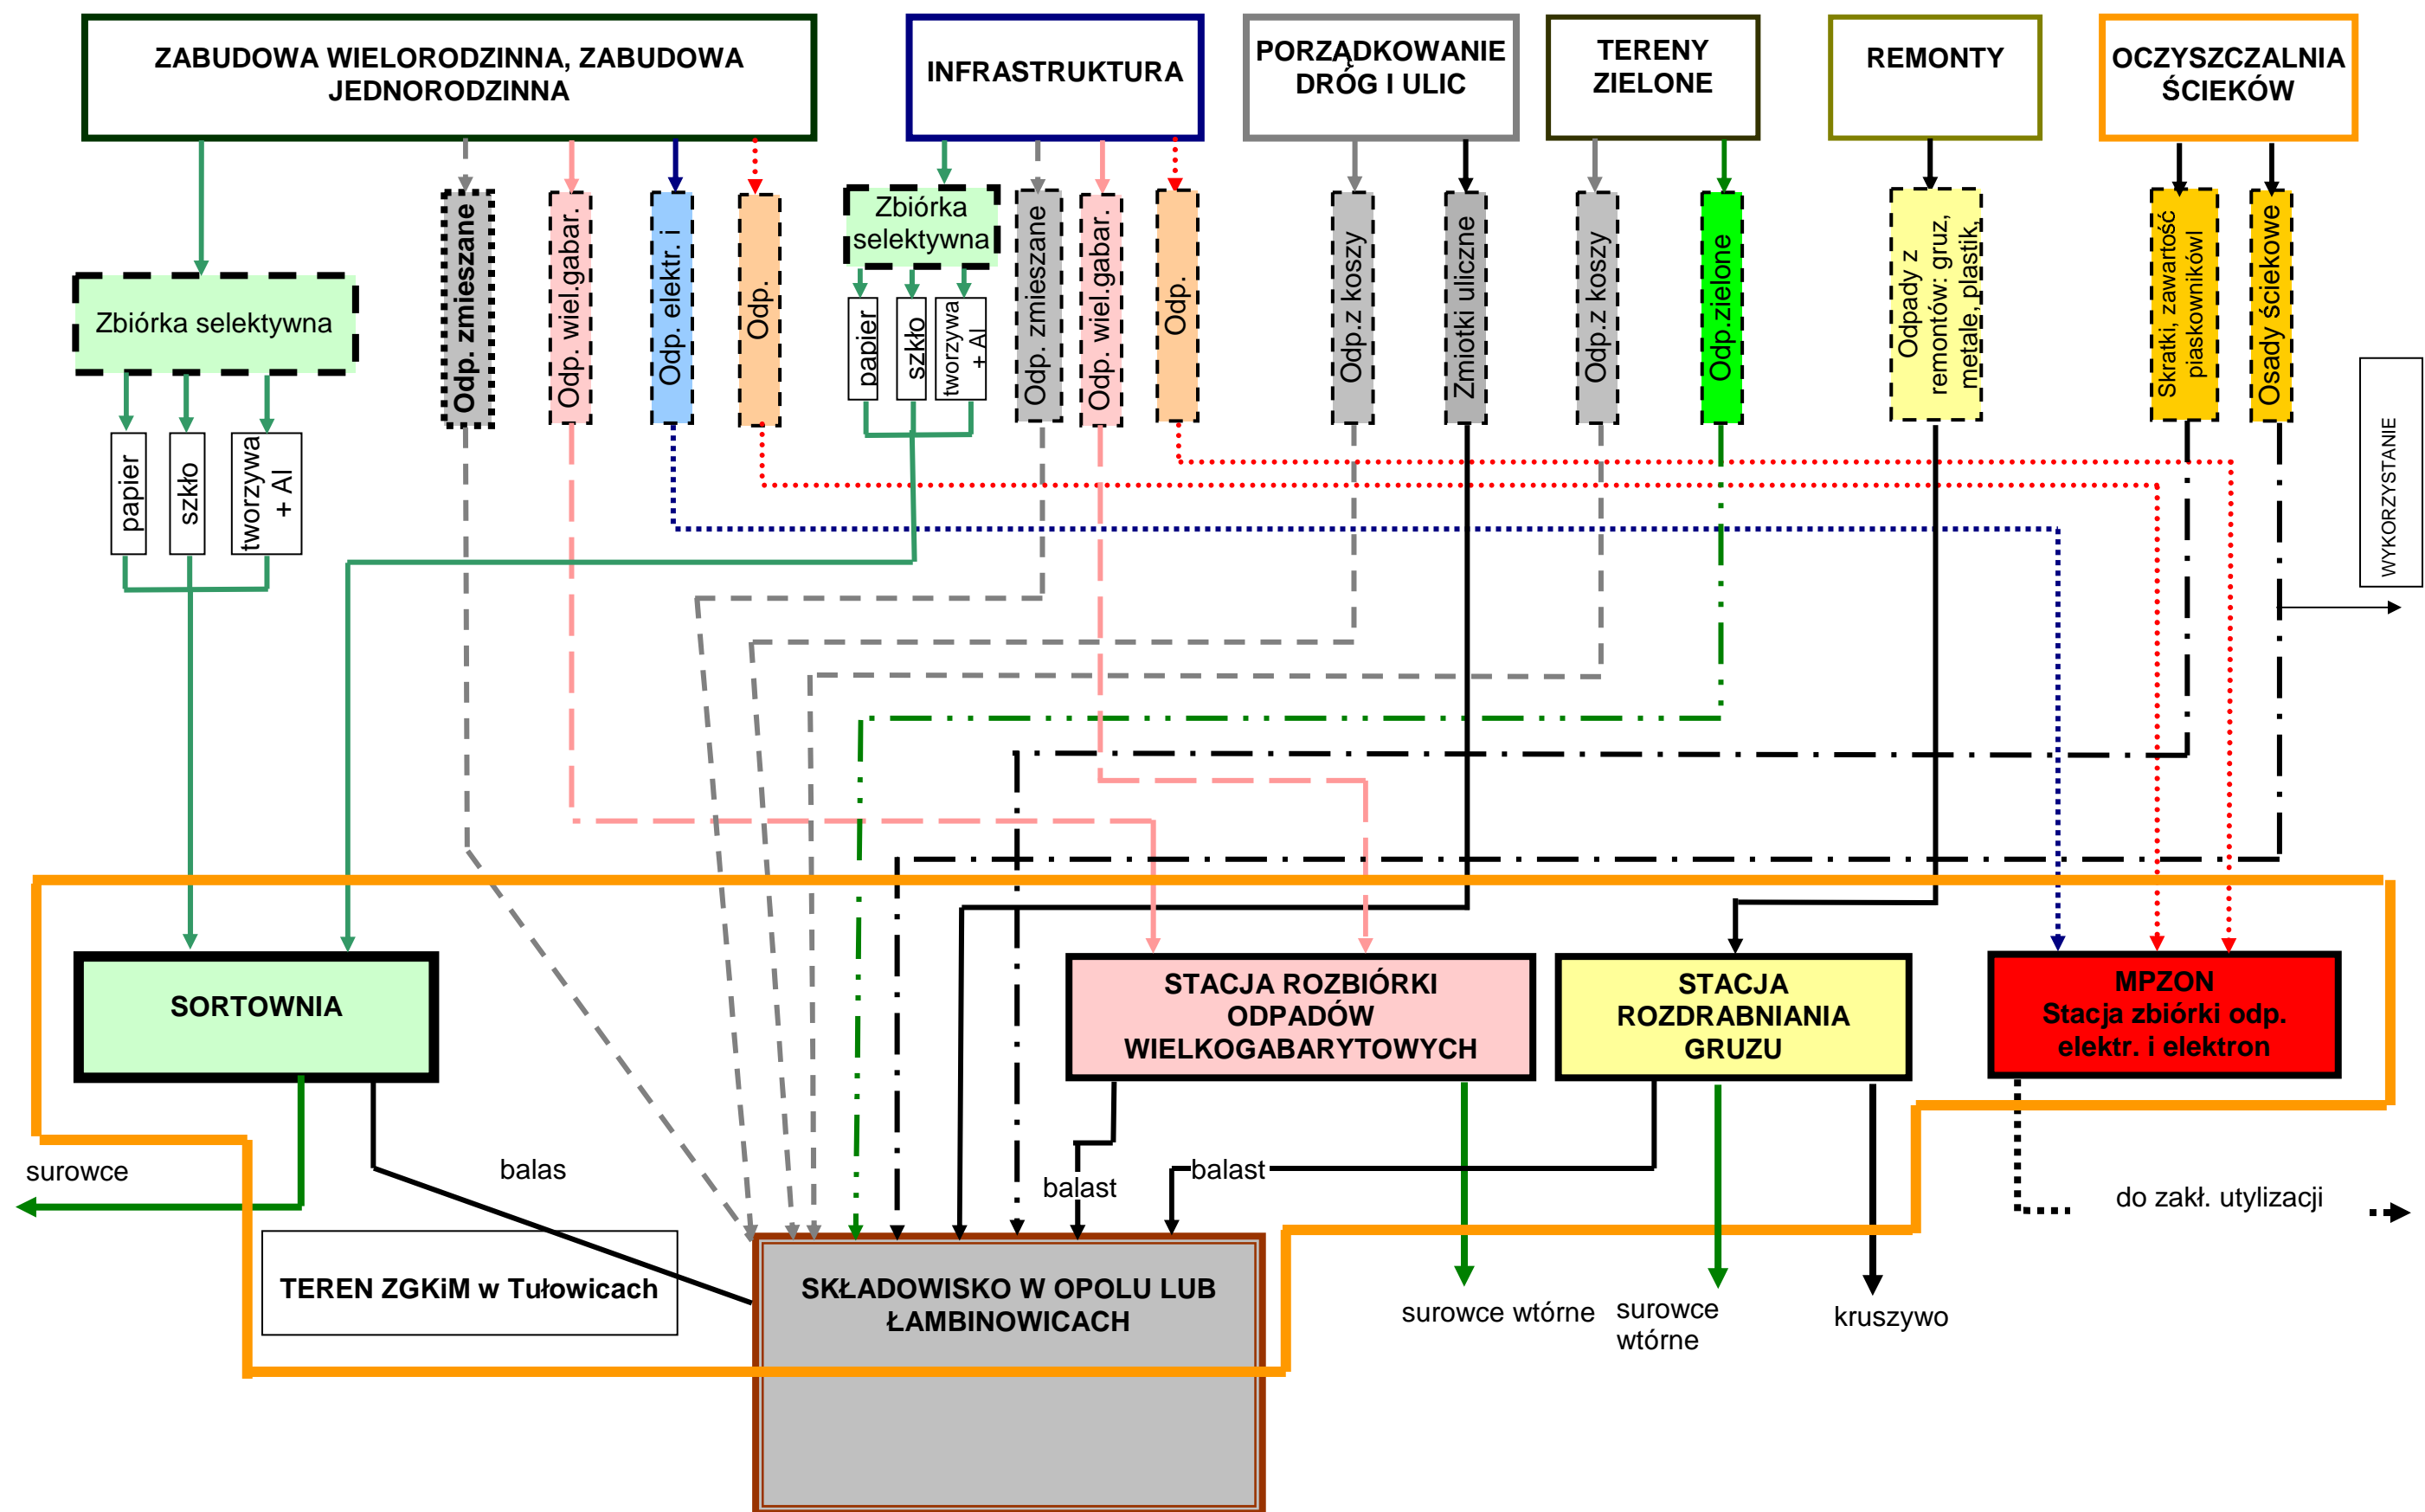 ZABUDOWA WIELORODZINNA, ZABUDOWA
JEDNORODZINNA
INFRASTRUKTURA
PORZĄDKOWANIE
DRÓG I ULIC
TERENY
ZIELONE
REMONTY
OCZYSZCZALNIA
ŚCIEKÓW
Zbiórka selektywna
papier
szkło
tworzywa
+ Al
Odp. zmieszane
Odp. wiel.gabar.
Odp. elektr. i
Odp.
Zbiórka
selektywna
papier
szkło
tworzywa
+ Al
Odp. zmieszane
Odp. wiel.gabar.
Odp.
Odp.z koszy
Zmiotki uliczne
Odp.z koszy
Odp.zielone
Odpady z
remontów: gruz,
metale, plastik,
Skratki, zawartość
piaskownikówl
Osady ściekowe
WYKORZYSTANIE
SORTOWNIA
STACJA ROZBIÓRKI
ODPADÓW
WIELKOGABARYTOWYCH
STACJA
ROZDRABNIANIA
GRUZU
MPZON
Stacja zbiórki odp.
elektr. i elektron
surowce
balas
balast
balast
do zakł. utylizacji
TEREN ZGKiM w Tułowicach
SKŁADOWISKO W OPOLU LUB
ŁAMBINOWICACH
surowce wtórne
surowce
wtórne
kruszywo